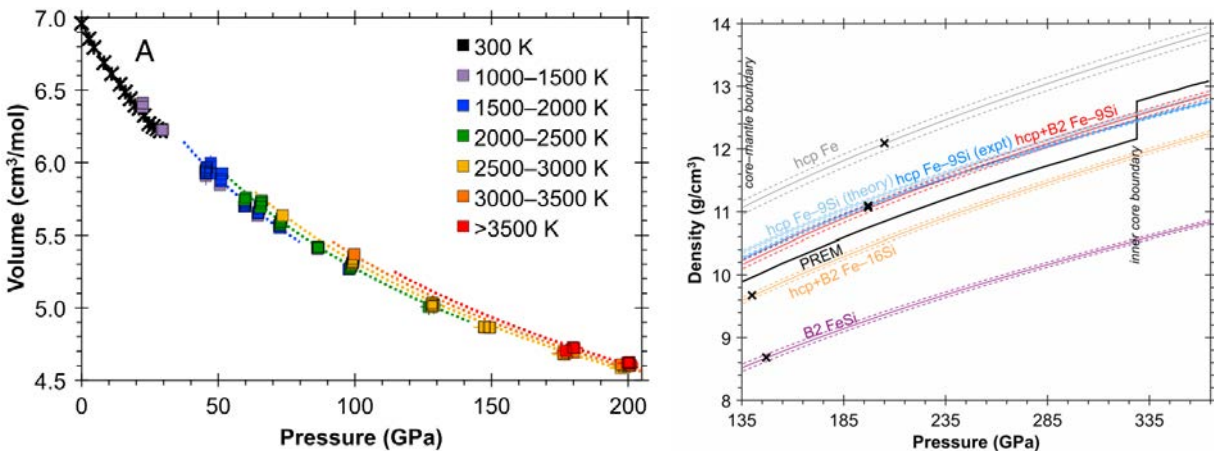 7.0
6.5
6.0
5.5
5.0
4.5
Volume (cm³/mol)
A
300 K
1000–1500 K
1500–2000 K
2000–2500 K
2500–3000 K
3000–3500 K
>3500 K
0 50 100 150 200
Pressure (GPa)
14
13
12
11
10
9
8
Density (g/cm³)
core–mantle boundary
hcp Fe
hcp+B2 Fe–9Si
hcp Fe–9Si (expt)
hcp Fe–9Si (theory)
PREM
hcp+B2 Fe–16Si
B2 FeSi
inner core boundary
135 185 235 285 335
Pressure (GPa)